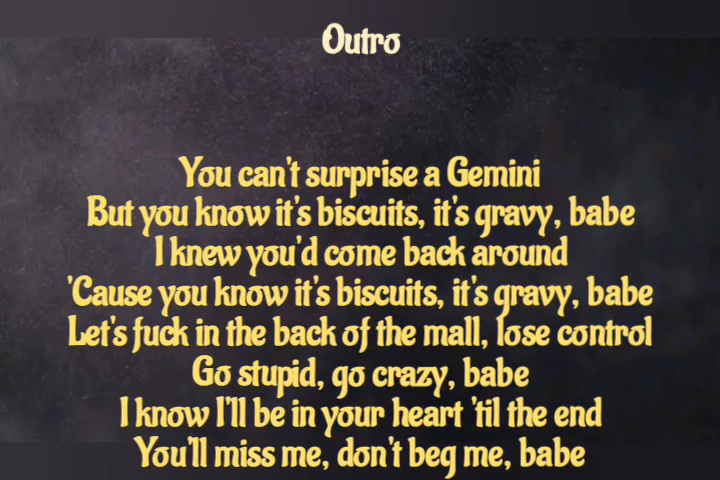 Outro
You can't surprise a Gemini
But you know it's biscuits, it's gravy, babe
I knew you'd come back around
'Cause you know it's biscuits, it's gravy, babe
Let's fuck in the back of the mall, lose control
Go stupid, go crazy, babe
I know I'll be in your heart 'til the end
You'll miss me, don't beg me, babe